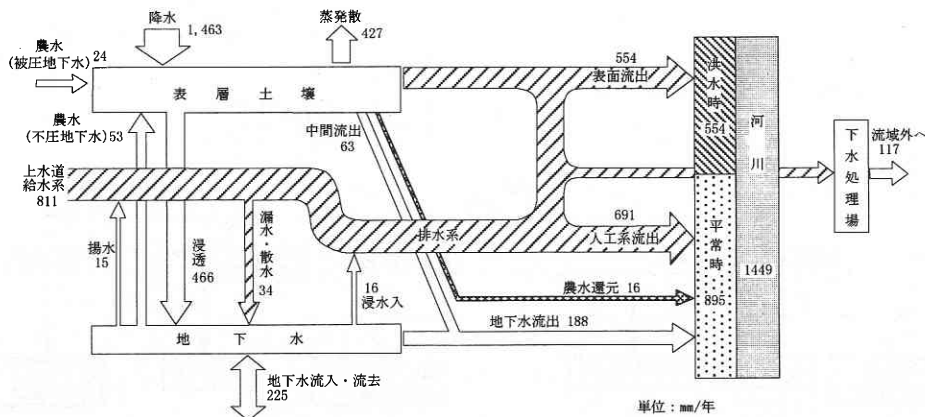 降水
1,463
蒸発散
427
農水
(被圧地下水)
24
表層土壌
554
表面流出
洪水時
554
河川
農水
(不圧地下水)53
中間流出
63
上水道
給水系
811
下水処理場
流域外へ
117
揚水
15
浸透
466
漏水・散水
34
排水系
691
人工系流出
平常時
895
1449
16
浸水入
農水還元 16
地下水流出 188
地下水
地下水流入・流去
225
単位：mm/年